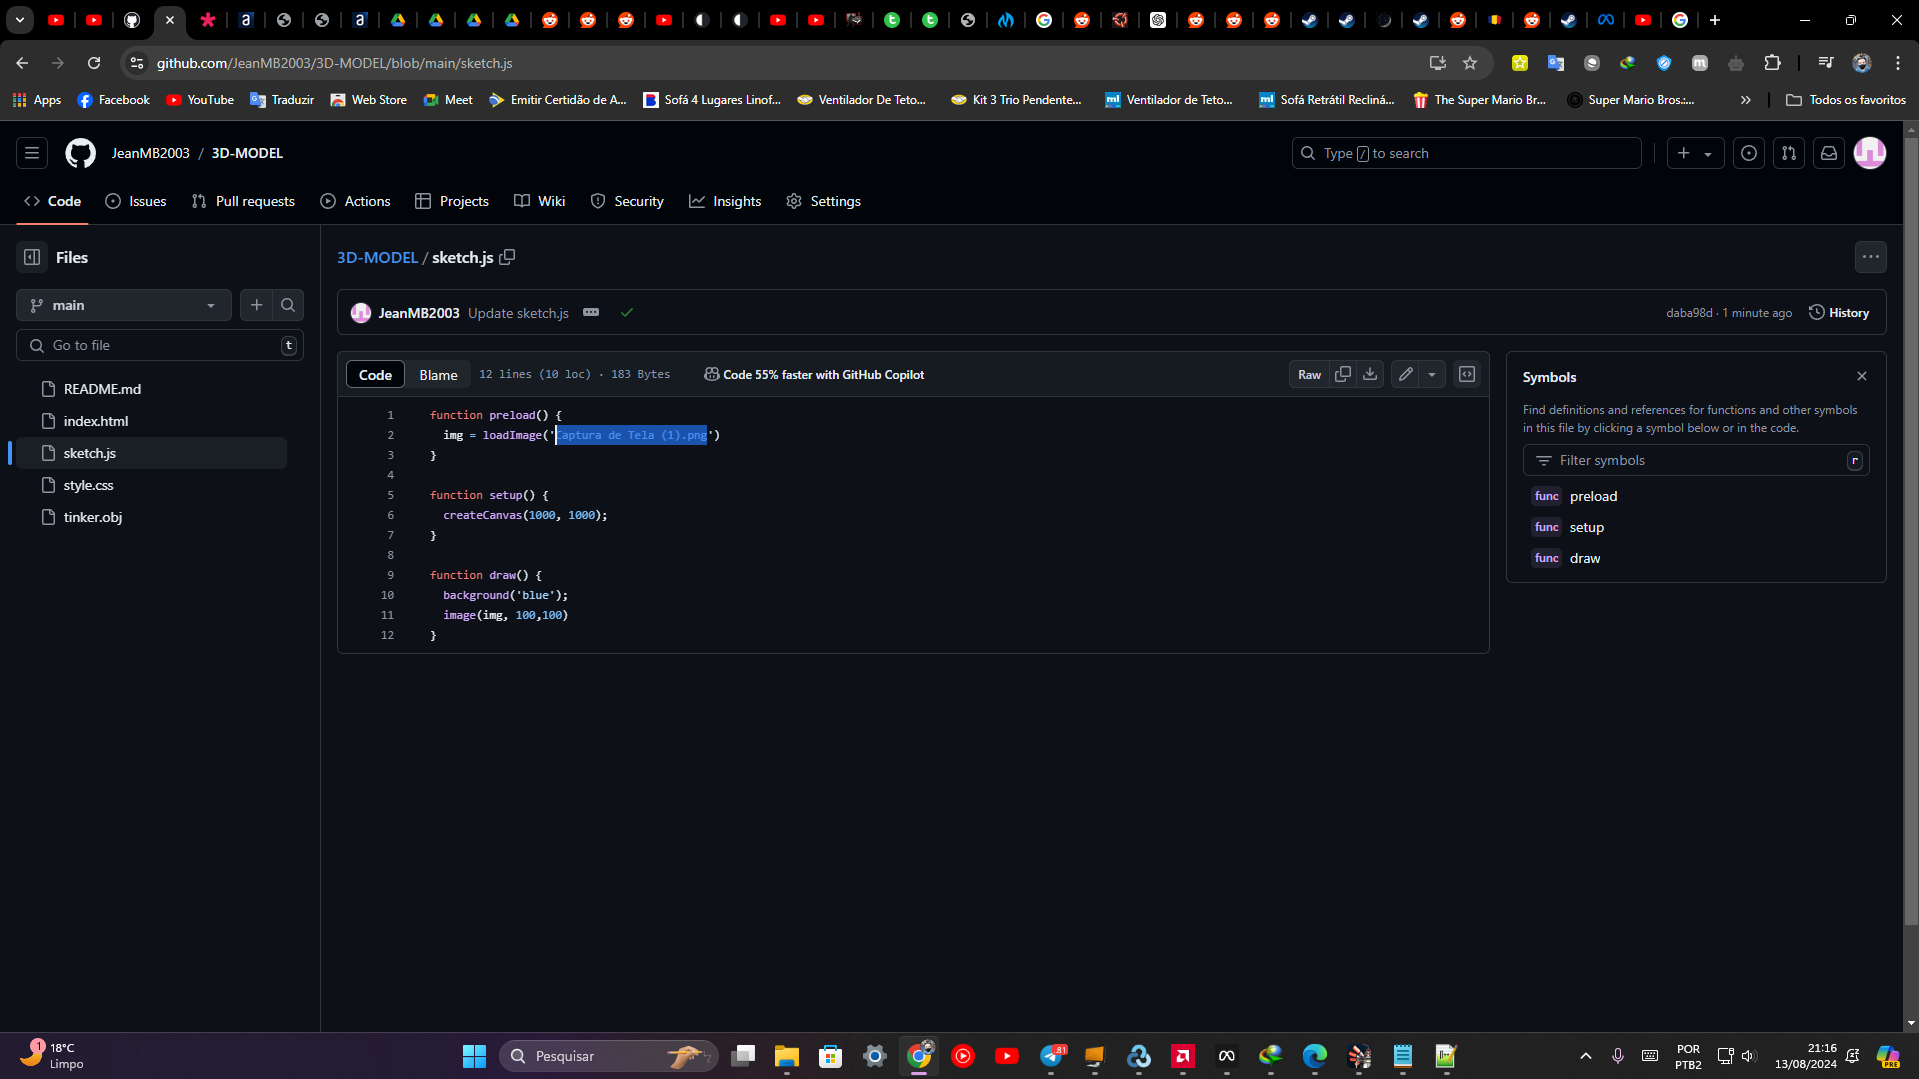 github.com/JeanMB2003/3D-MODEL/blob/main/sketch.js
Apps Facebook YouTube Traduzir Web Store Meet Emitir Certidão de A... Sofá 4 Lugares Linof... Ventilador De Teto... Kit 3 Trio Pendente... Ventilador de Teto... Sofá Retrátil Recliná... The Super Mario Br... Super Mario Bros.:... Todos os favoritos
JeanMB2003 / 3D-MODEL
Type / to search
Code Issues Pull requests Actions Projects Wiki Security Insights Settings
Files
main
Go to file t
README.md
index.html
sketch.js
style.css
tinker.obj
3D-MODEL / sketch.js
JeanMB2003 Update sketch.js
daba98d · 1 minute ago History
Code Blame 12 lines (10 loc) · 183 Bytes Code 55% faster with GitHub Copilot
Raw
1 function preload() {
2 img = loadImage('Captura de Tela (1).png')
3 }
4
5 function setup() {
6 createCanvas(1000, 1000);
7 }
8
9 function draw() {
10 background('blue');
11 image(img, 100,100)
12 }
Symbols
Find definitions and references for functions and other symbols
in this file by clicking a symbol below or in the code.
Filter symbols r
func preload
func setup
func draw
1
18°C
Limpo
Pesquisar
81
POR
PTB2
21:16
13/08/2024
PRE